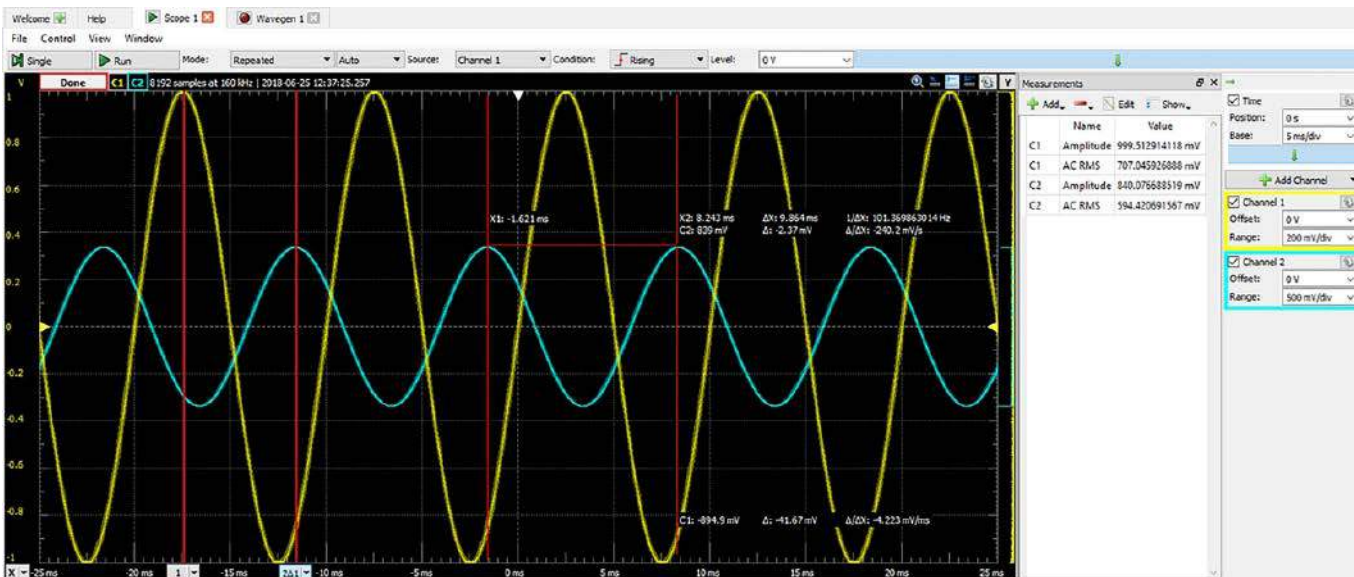 Welcome Help Scope 1 Wavegen 1
File Control View Window
Single Run Mode: Repeated Auto Source: Channel 1 Condition: Rising Level: 0 V
V Done C1 C2 8192 samples at 160 kHz | 2018-06-25 12:37:25.257 Y
Measurements
Add Edit Show
Name Value
C1 Amplitude 999.512914118 mV
C1 AC RMS 707.045926888 mV
C2 Amplitude 840.076688519 mV
C2 AC RMS 594.420691567 mV
Time
Position: 0 s
Base: 5 ms/div
Add Channel
Channel 1
Offset: 0 V
Range: 200 mV/div
Channel 2
Offset: 0 V
Range: 500 mV/div
1
0.8
0.6
0.4
0.2
0
-0.2
-0.4
-0.6
-0.8
-1
X1: -1.621 ms X2: 8.243 ms ΔX: 9.864 ms 1/ΔX: 101.369863014 Hz
C2: 839 mV Δ: -2.37 mV Δ/ΔX: -240.2 mV/s
C1: -894.9 mV Δ: -41.67 mV Δ/ΔX: -4.223 mV/ms
X -25 ms -20 ms 1 -15 ms 2Δ1 -10 ms -5 ms 0 ms 5 ms 10 ms 15 ms 20 ms 25 ms